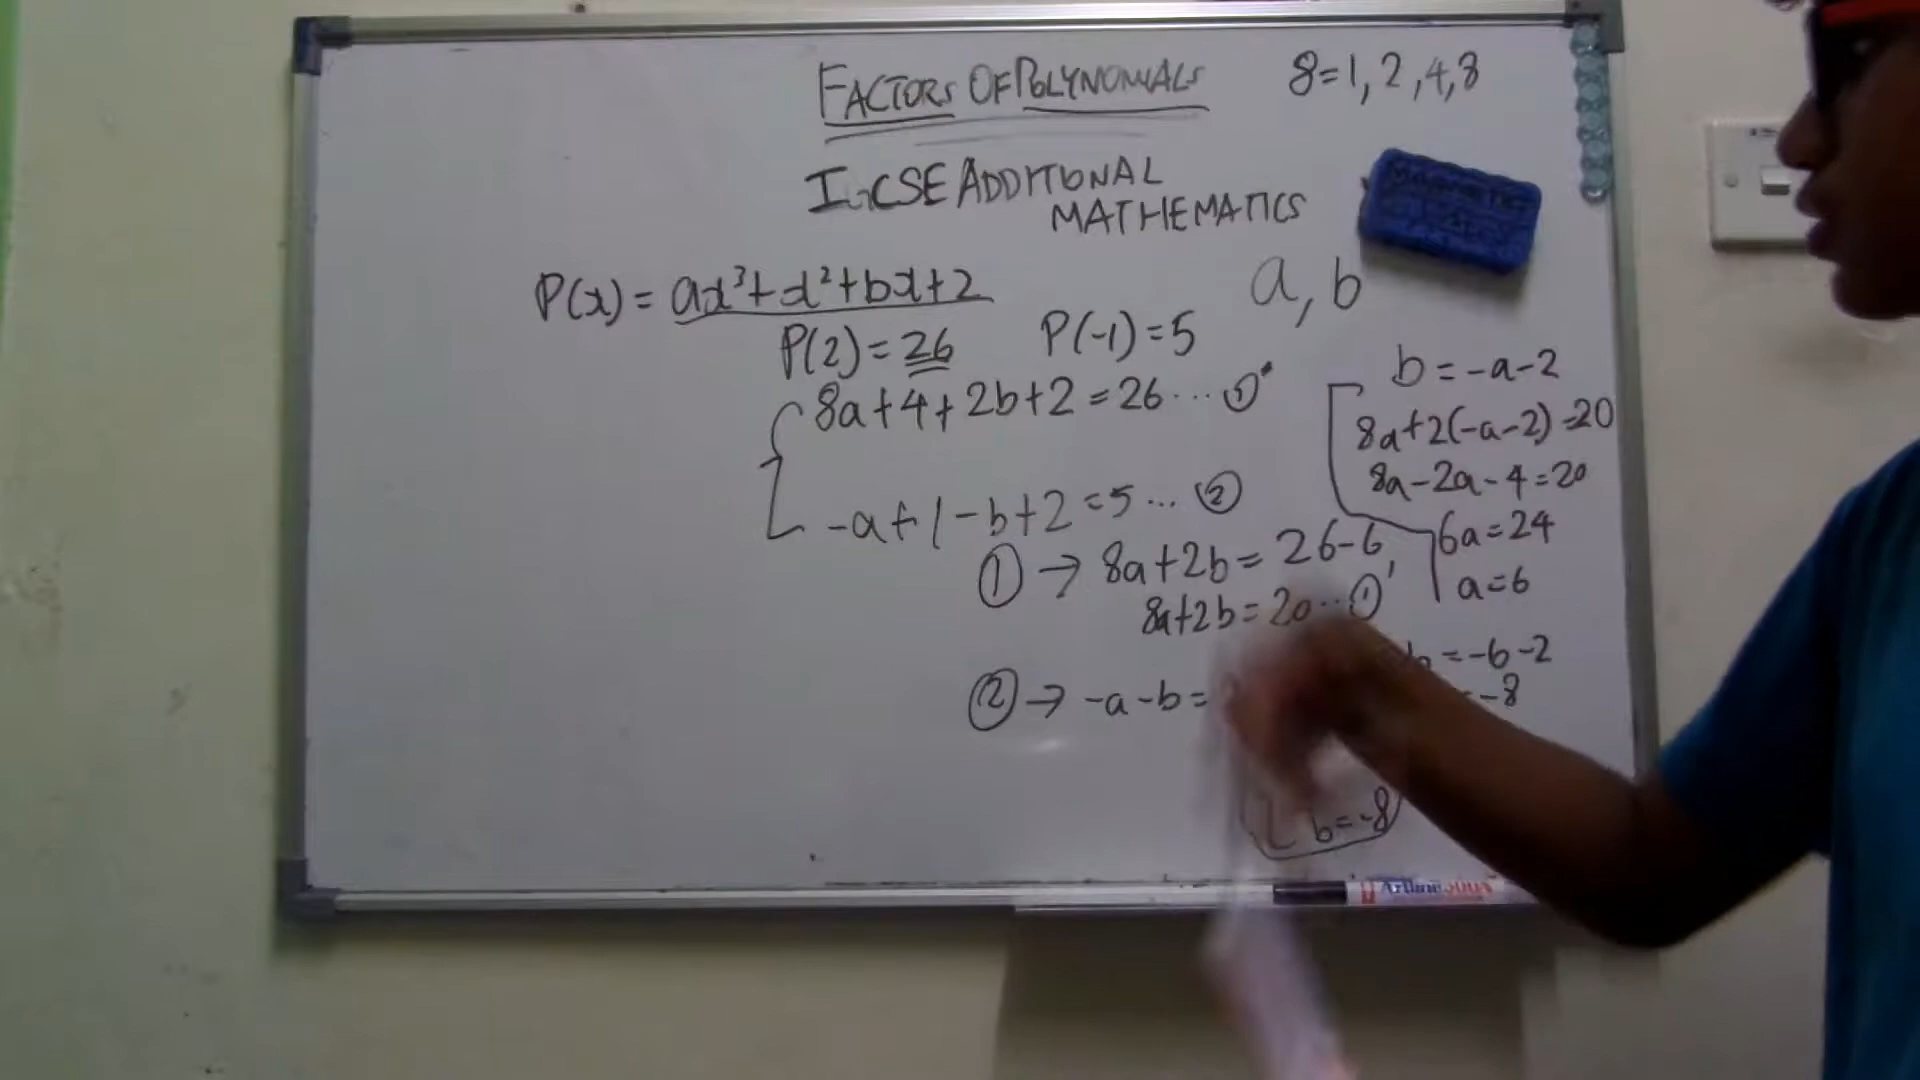 FACTORS OF POLYNOMIALS
8=1, 2, 4, 8
IGCSE ADDITIONAL
MATHEMATICS
P(x) = ax³+x²+bx+2
a, b
P(2) = 26
P(-1) = 5
8a+4+2b+2 = 26 ... ①
-a+1-b+2 = 5 ... ②
① → 8a+2b = 26-6
8a+2b = 20 ... ①'
② → -a-b =
b = -a-2
8a+2(-a-2) = 20
8a-2a-4 = 20
6a = 24
a = 6
b = -6-2
= -8
b = -8
Artline 500A